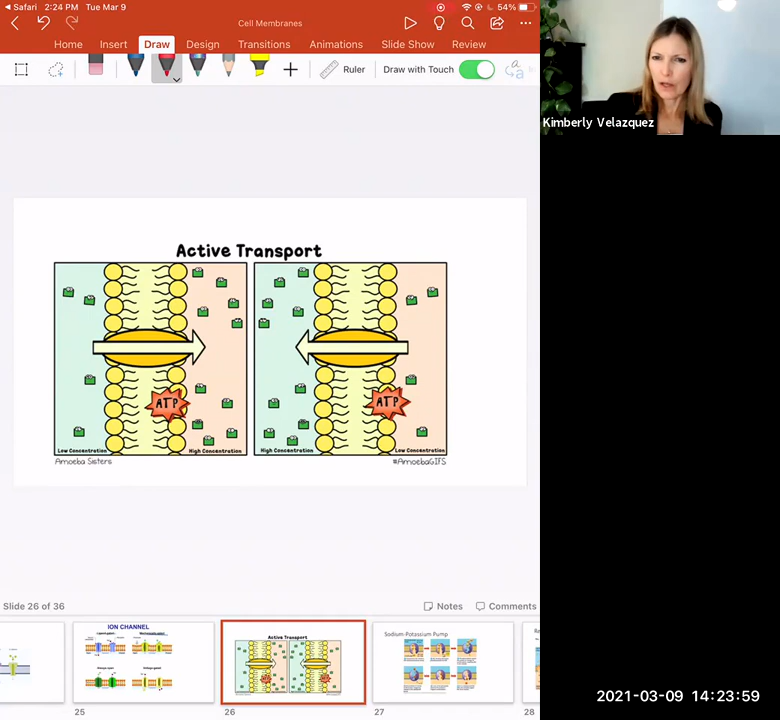 Safari 2:24 PM Tue Mar 9
54%
Cell Membranes
Home Insert Draw Design Transitions Animations Slide Show Review
Ruler
Draw with Touch
Kimberly Velazquez
Active Transport
ATP
ATP
Low Concentration
High Concentration
High Concentration
Low Concentration
Amoeba Sisters
#AmoebaGIFS
Slide 26 of 36
Notes
Comments
ION CHANNEL
Active Transport
Sodium-Potassium Pump
25
26
27
28
2021-03-09 14:23:59